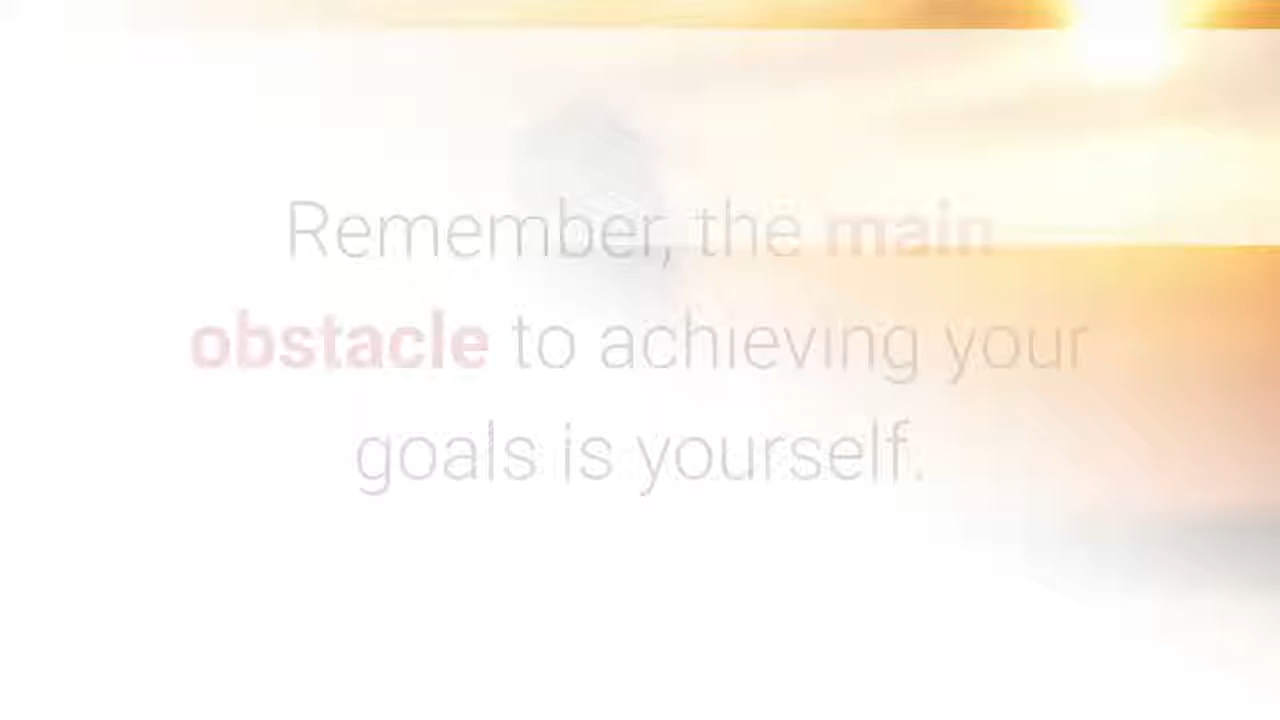 Remember, the main
obstacle to achieving your
goals is yourself.